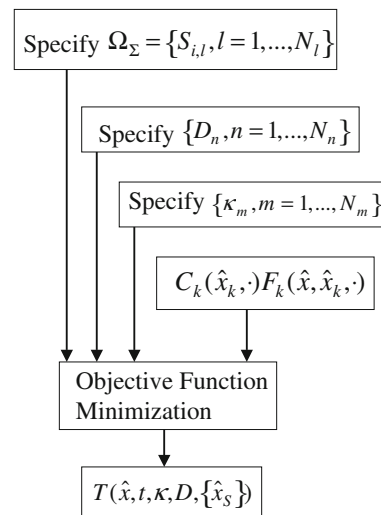 Specify Ω_Σ = {S_{i,l}, l = 1,...,N_l}
Specify {D_n, n = 1,...,N_n}
Specify {κ_m, m = 1,...,N_m}
C_k(x̂_k,·)F_k(x̂, x̂_k,·)
Objective Function
Minimization
T(x̂,t,κ,D,{x̂_S})